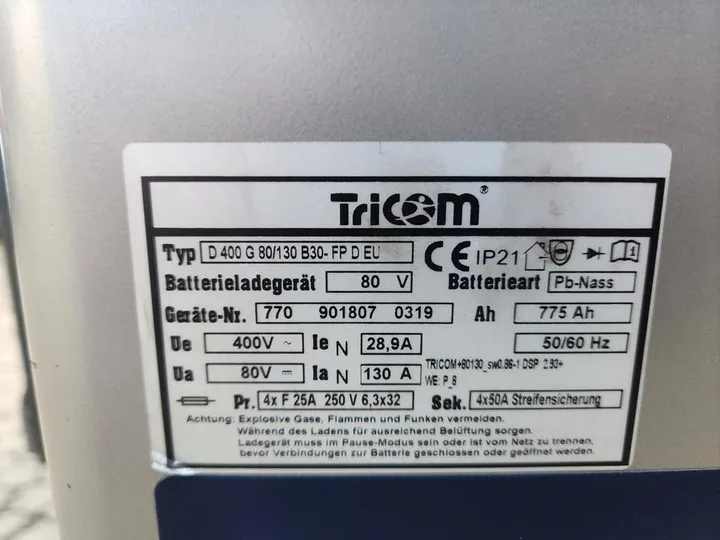 TriCOM®
Typ D 400 G 80/130 B30- FP D EU CE IP21
Batterieladegerät 80 V Batterieart Pb-Nass
Geräte-Nr. 770 901807 0319 Ah 775 Ah
Ue 400V ~ Ie N 28,9A 50/60 Hz
Ua 80V ⎓ Ia N 130 A TRICOM+80130_sw0.86-1 DSP 2.93+
WE: P_8
Pr. 4x F 25A 250 V 6,3x32 Sek. 4x50A Streifensicherung
Achtung: Explosive Gase, Flammen und Funken vermeiden.
Während des Ladens für ausreichende Belüftung sorgen.
Ladegerät muss im Pause-Modus sein oder ist vom Netz zu trennen,
bevor Verbindungen zur Batterie geschlossen oder geöffnet werden